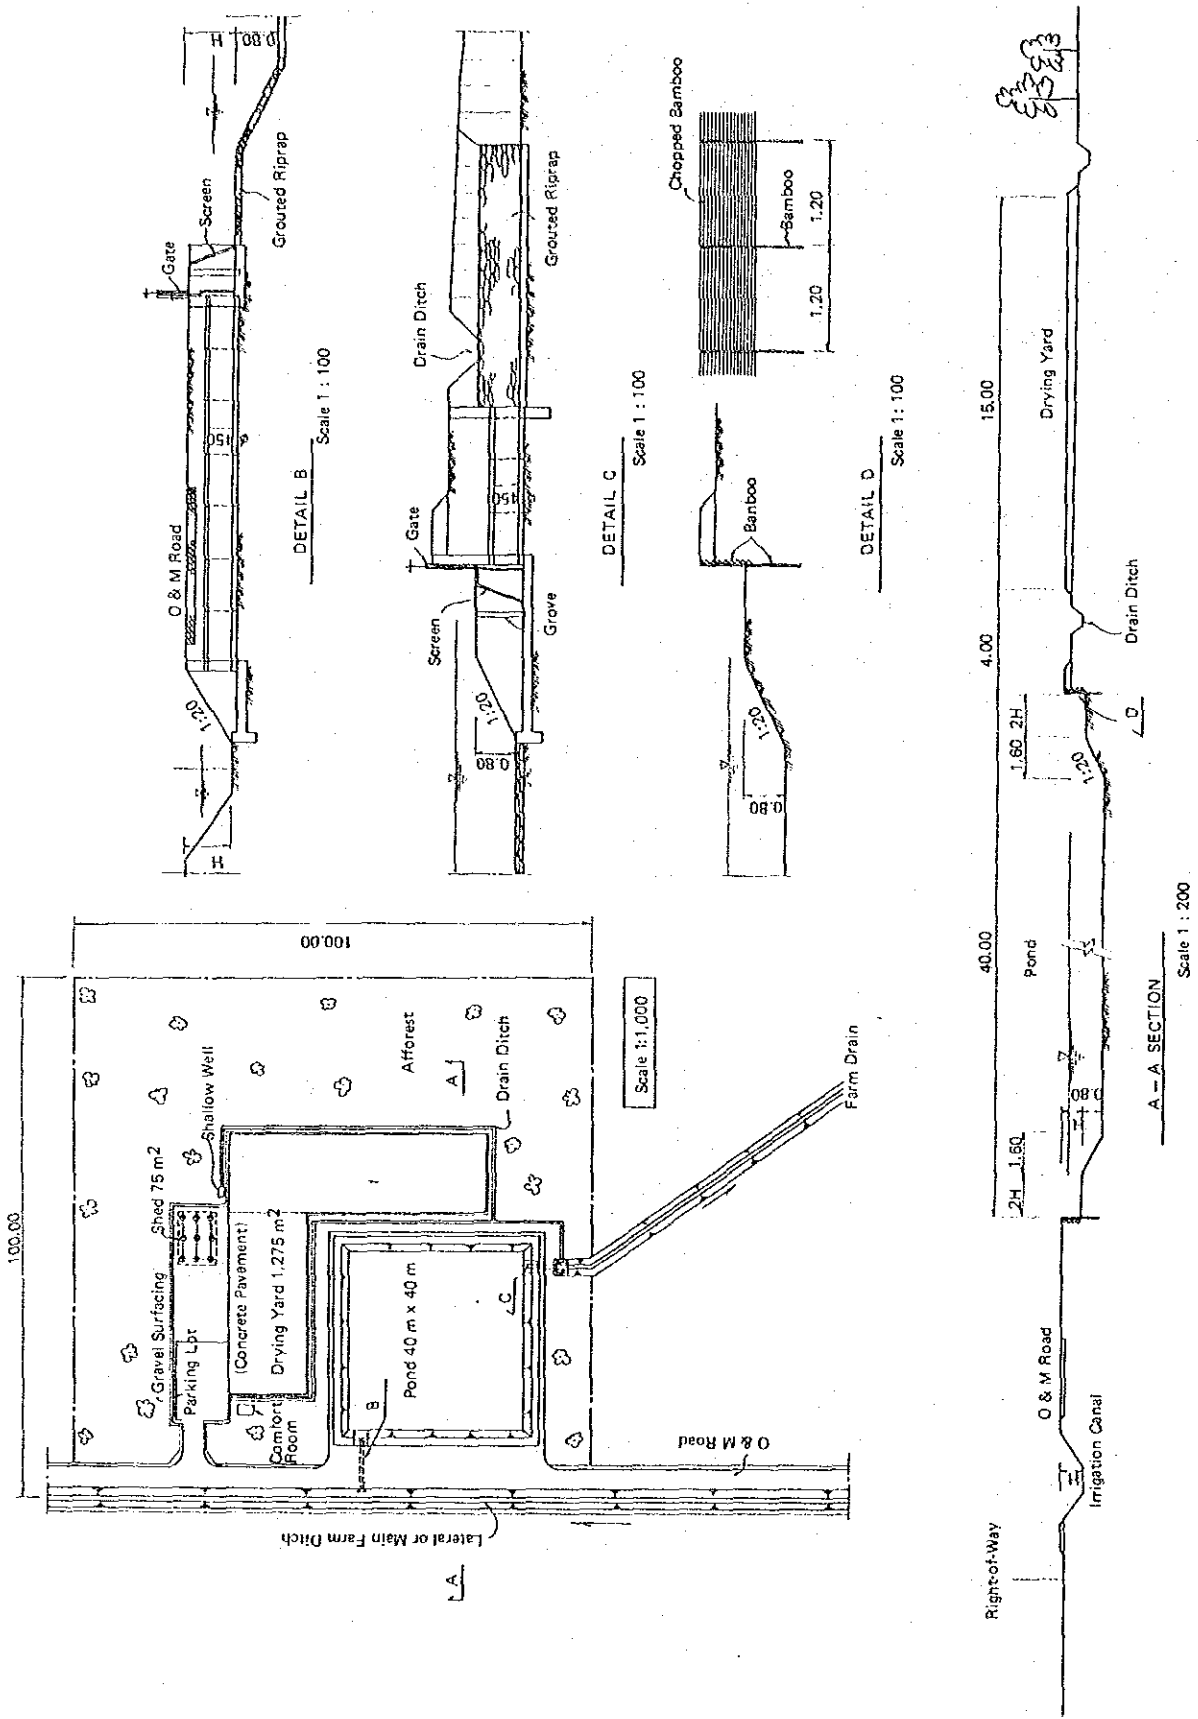 100.00
100.00
Gravel Surfacing
Shed 75 m2
Shallow Well
Parking Lot
(Concrete Pavement)
Drying Yard 1.275 m2
Comfort
Room
Afforest
A
Drain Ditch
Pond 40 m x 40 m
B
C
O & M Road
Lateral or Main Farm Ditch
A
Scale 1:1,000
Farm Drain
H
1:20
O & M Road
150
Gate
Screen
Grouted Riprap
H
0.80
DETAIL B
Scale 1 : 100
0.80
1:20
Screen
Gate
Grove
150
Drain Ditch
Grouted Riprap
DETAIL C
Scale 1 : 100
0.80
1:20
Banboo
Chopped Bamboo
Bamboo
1.20
1.20
DETAIL D
Scale 1 : 100
Right-of-Way
Irrigation Canal
O & M Road
2H
1.60
0.80
40.00
Pond
1.60
2H
1:20
D
4.00
Drain Ditch
15.00
Drying Yard
A - A SECTION
Scale 1 : 200